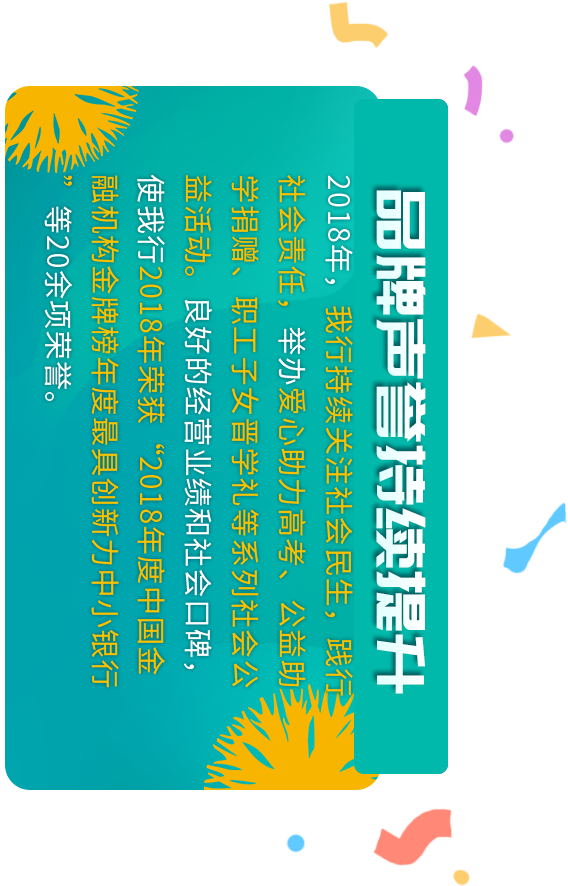 品牌声誉持续提升
2018年，我行持续关注社会民生，践行
社会责任，举办爱心助力高考、公益助
学捐赠、职工子女晋学礼等系列社会公
益活动。良好的经营业绩和社会口碑，
使我行2018年荣获“2018年度中国金
融机构金牌榜年度最具创新力中小银行
”等20余项荣誉。